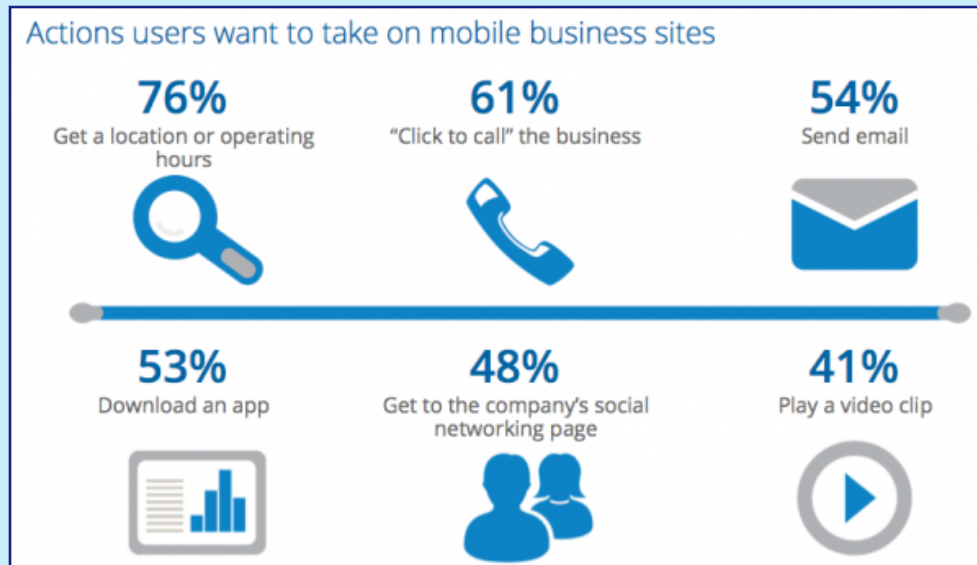 Actions users want to take on mobile business sites
76%
Get a location or operating
hours
61%
“Click to call” the business
54%
Send email
53%
Download an app
48%
Get to the company’s social
networking page
41%
Play a video clip